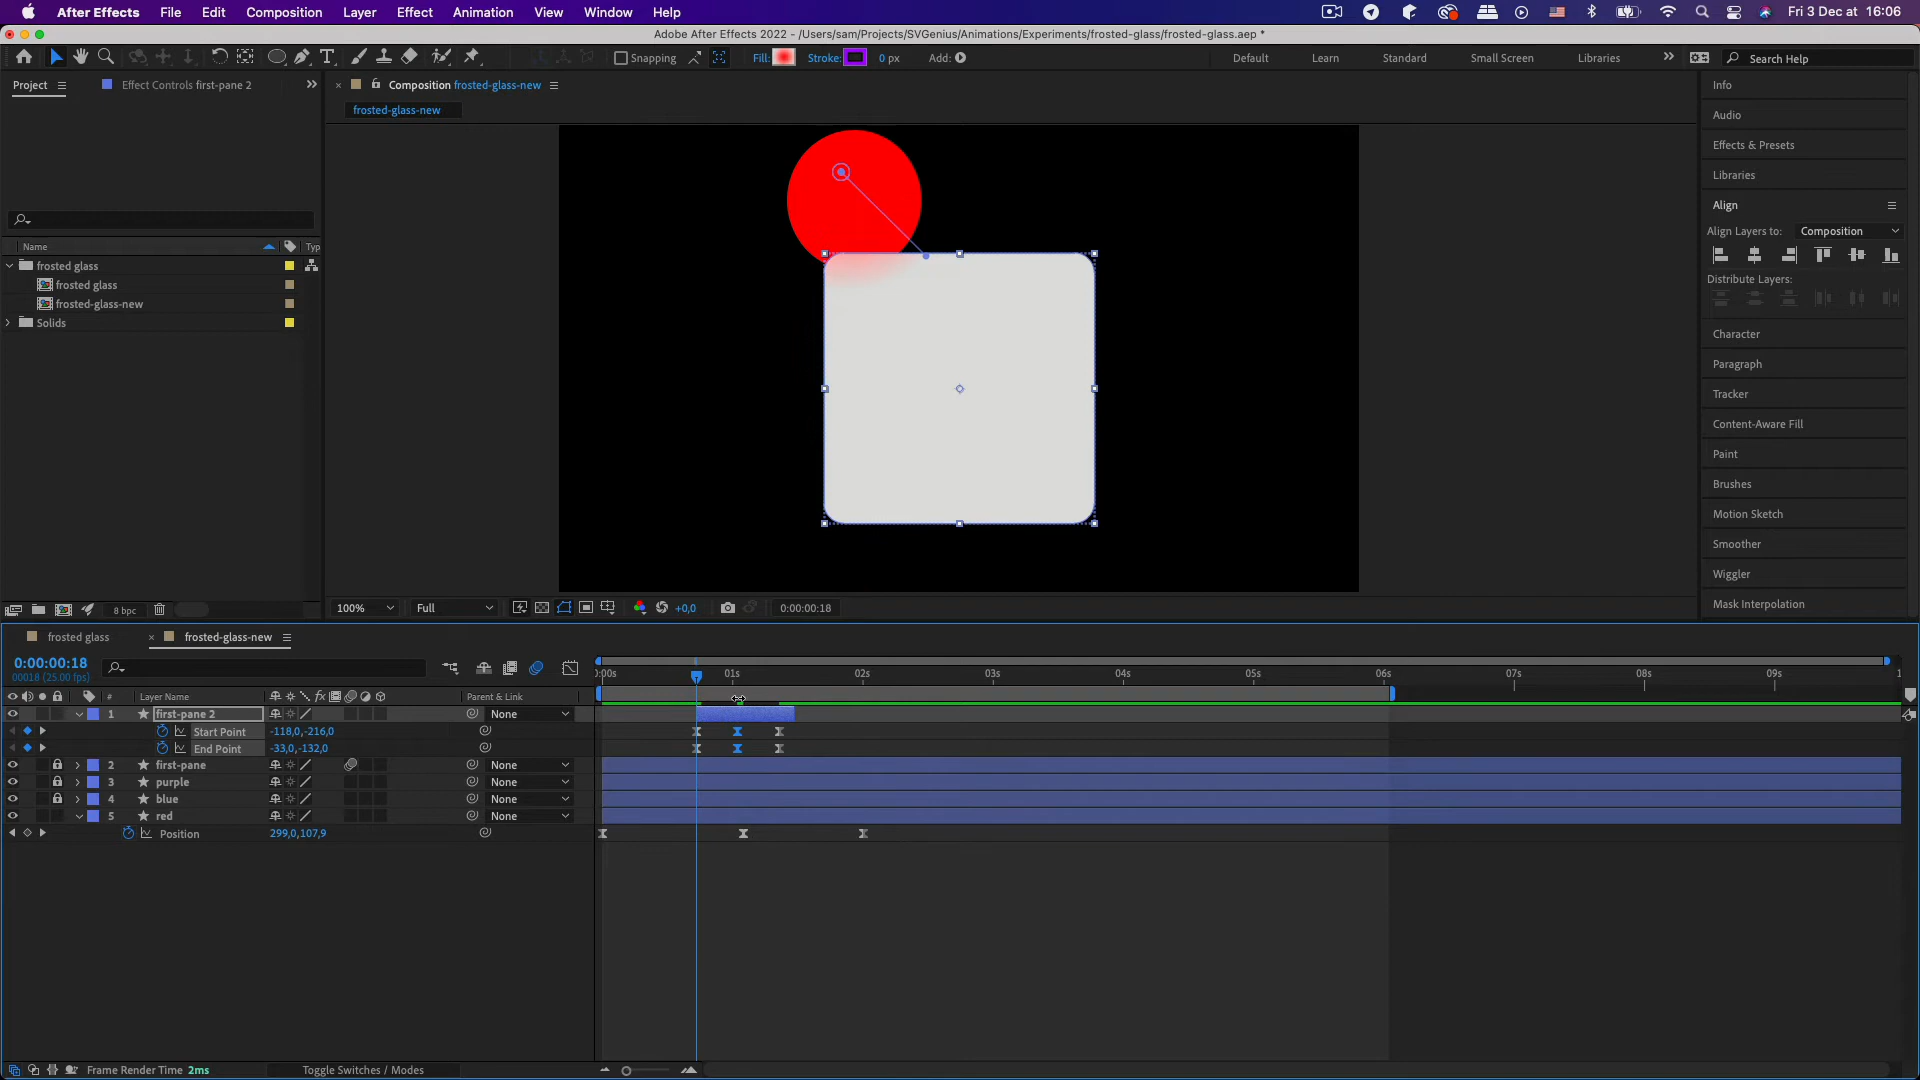 After Effects File Edit Composition Layer Effect Animation View Window Help Fri 3 Dec at 16:06
Adobe After Effects 2022 - /Users/sam/Projects/SVGenius/Animations/Experiments/frosted-glass/frosted-glass.aep *
Snapping Fill: Stroke: 0 px Add: Default Learn Standard Small Screen Libraries Search Help
Project Effect Controls first-pane 2 Composition frosted-glass-new
frosted-glass-new
Name Typ
frosted glass
frosted glass
frosted-glass-new
Solids
8 bpc
100% Full +0,0 0:00:00:18
Info
Audio
Effects & Presets
Libraries
Align
Align Layers to: Composition
Distribute Layers:
Character
Paragraph
Tracker
Content-Aware Fill
Paint
Brushes
Motion Sketch
Smoother
Wiggler
Mask Interpolation
frosted glass frosted-glass-new
0:00:00:18
00018 (25.00 fps)
:00s 01s 02s 03s 04s 05s 06s 07s 08s 09s 1
# Layer Name fx Parent & Link
1 first-pane 2 None
Start Point -118,0,-216,0
End Point -33,0,-132,0
2 first-pane None
3 purple None
4 blue None
5 red None
Position 299,0,107,9
Frame Render Time 2ms Toggle Switches / Modes